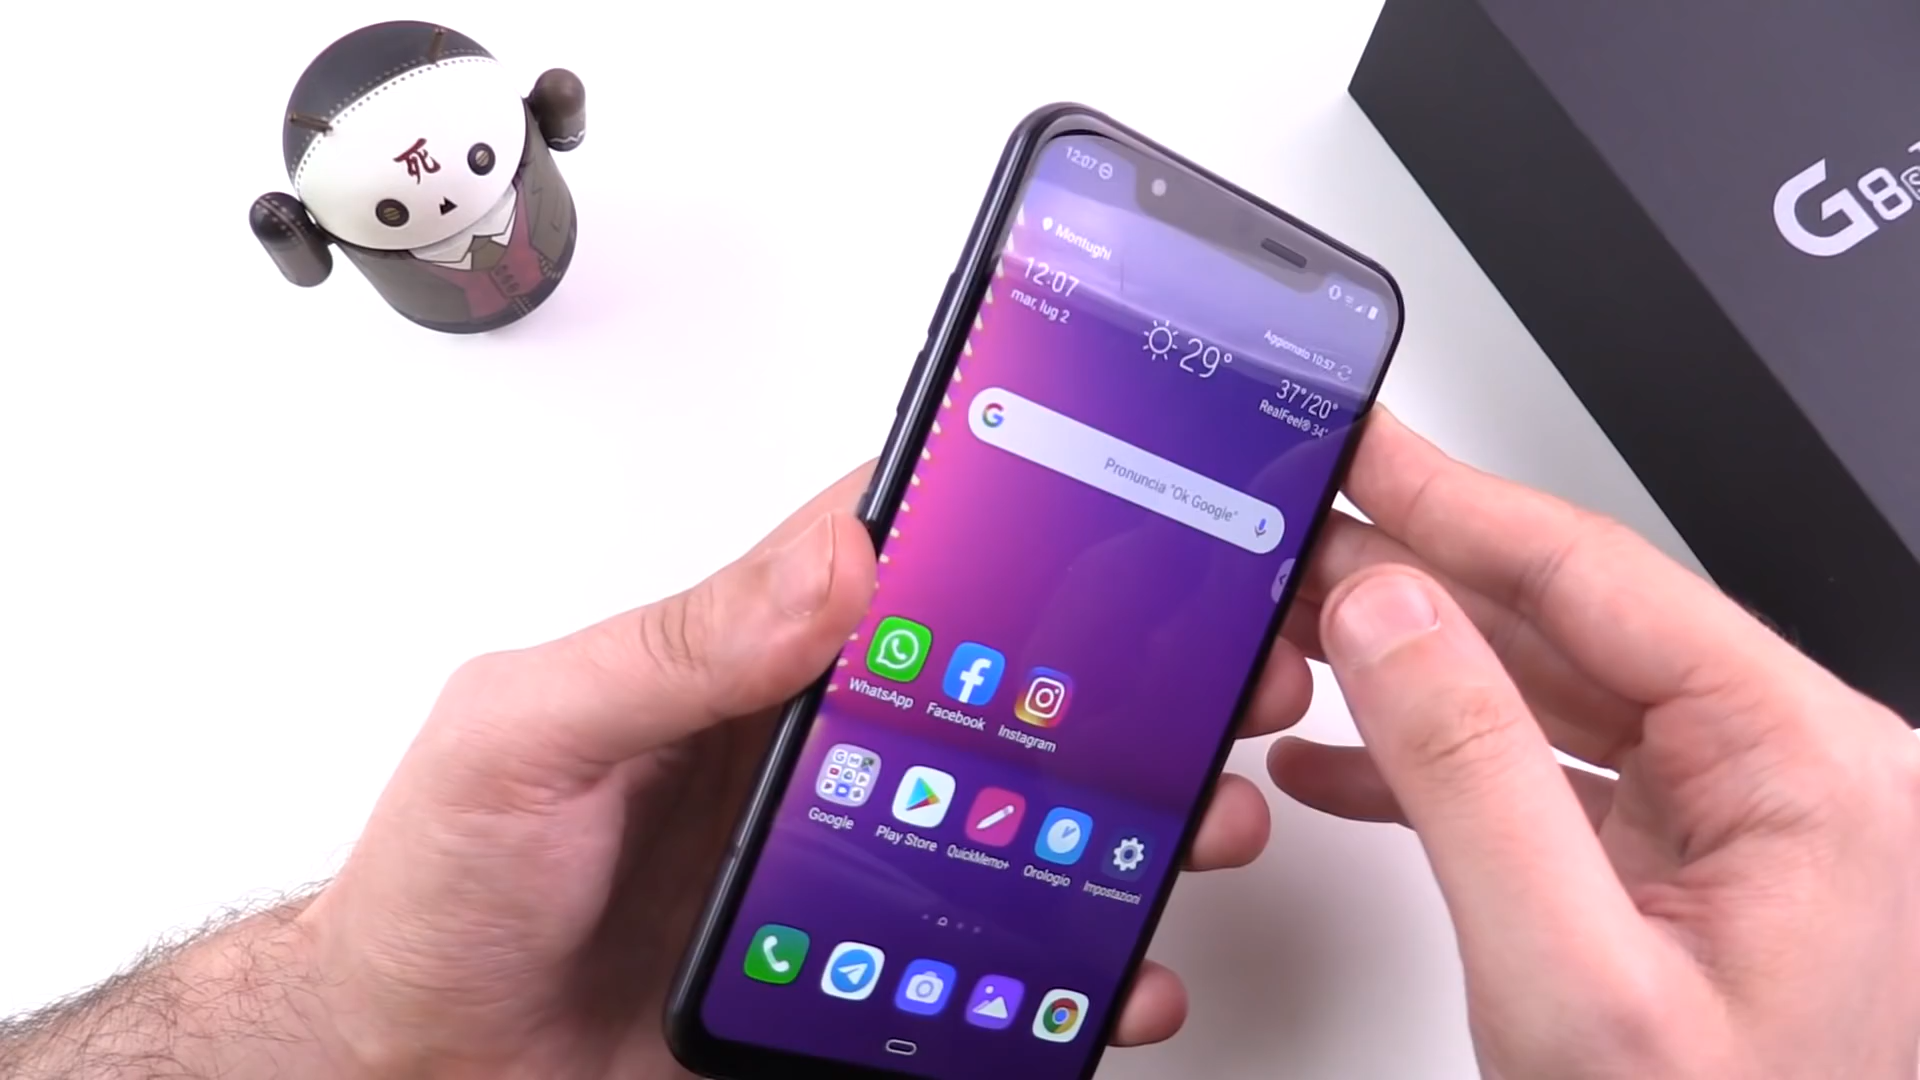 死
G8s
12:07
Montughi
12:07
mar, lug 2
29°
Aggiornato 10:57
37°/20°
RealFeel® 34°
G
Pronuncia "Ok Google"
WhatsApp
Facebook
Instagram
Google
Play Store
QuickMemo+
Orologio
Impostazioni